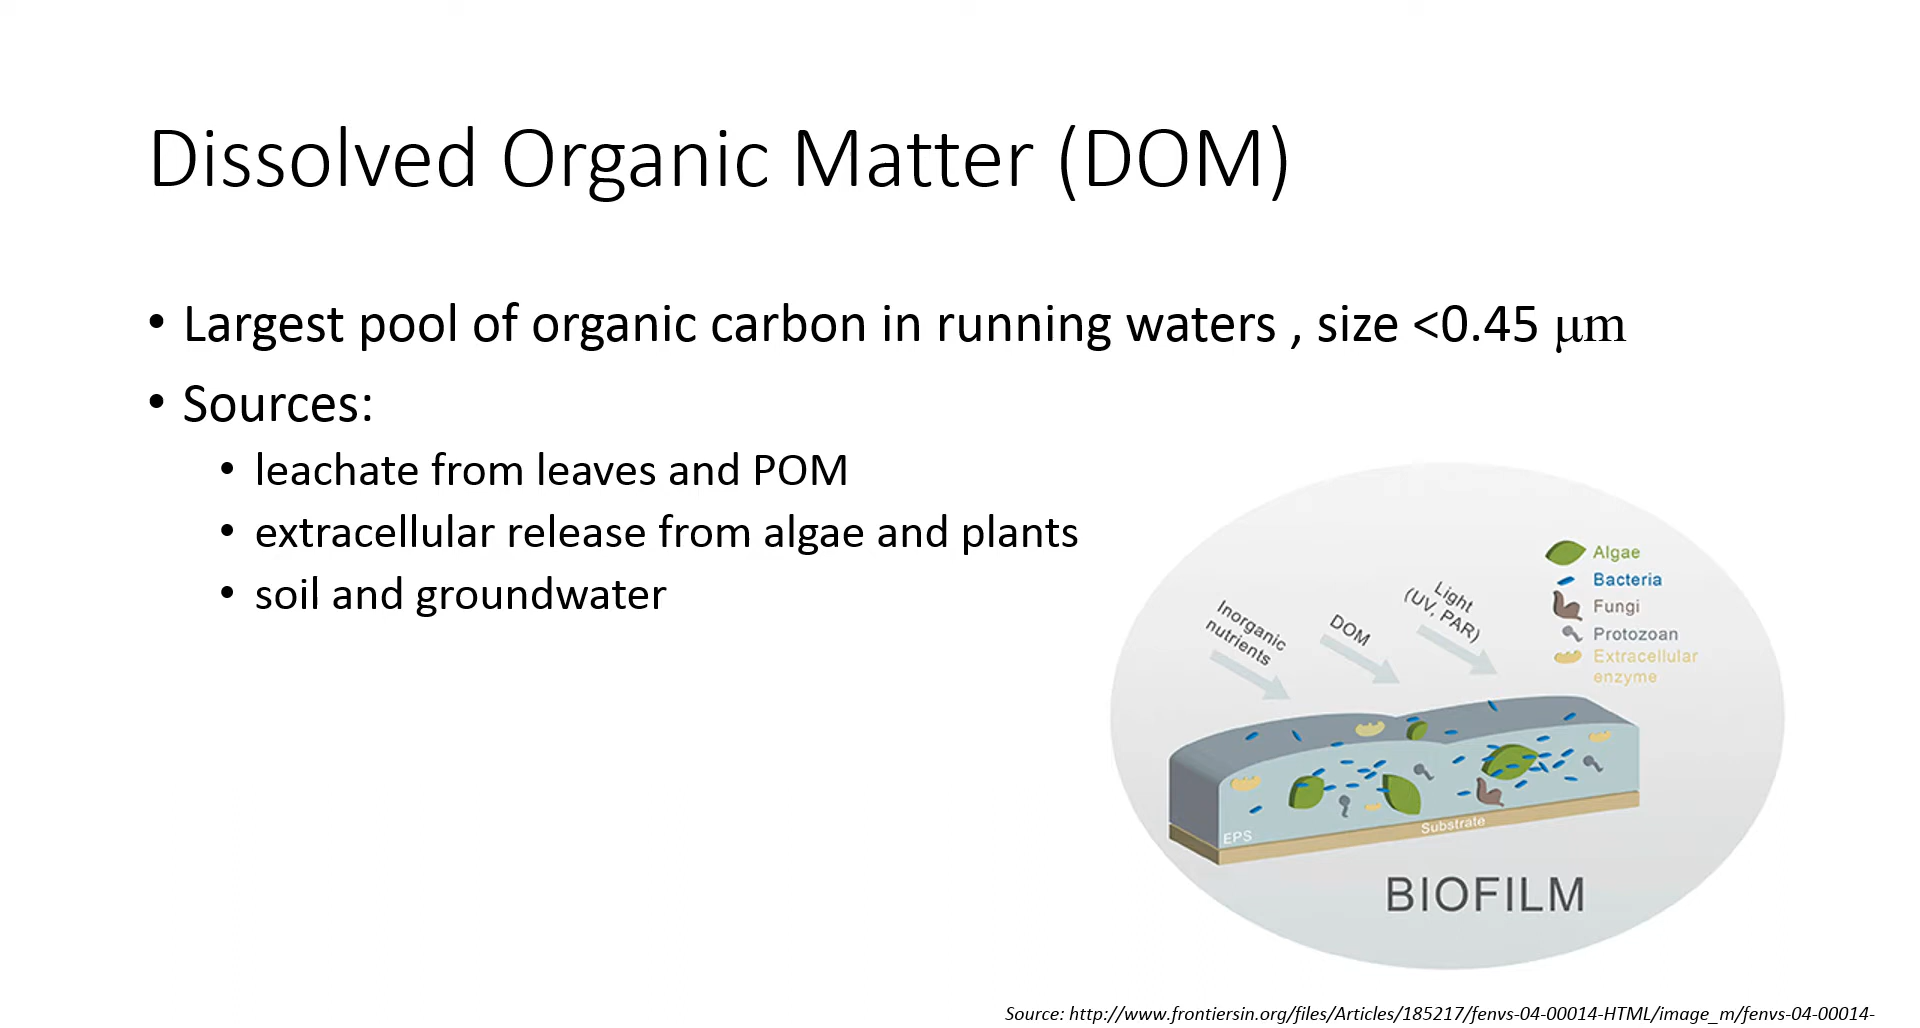 Dissolved Organic Matter (DOM)
• Largest pool of organic carbon in running waters , size <0.45 μm
• Sources:
• leachate from leaves and POM
• extracellular release from algae and plants
• soil and groundwater
Inorganic
nutrients
DOM
Light
(UV, PAR)
Algae
Bacteria
Fungi
Protozoan
Extracellular
enzyme
EPS
Substrate
BIOFILM
Source: http://www.frontiersin.org/files/Articles/185217/fenvs-04-00014-HTML/image_m/fenvs-04-00014-